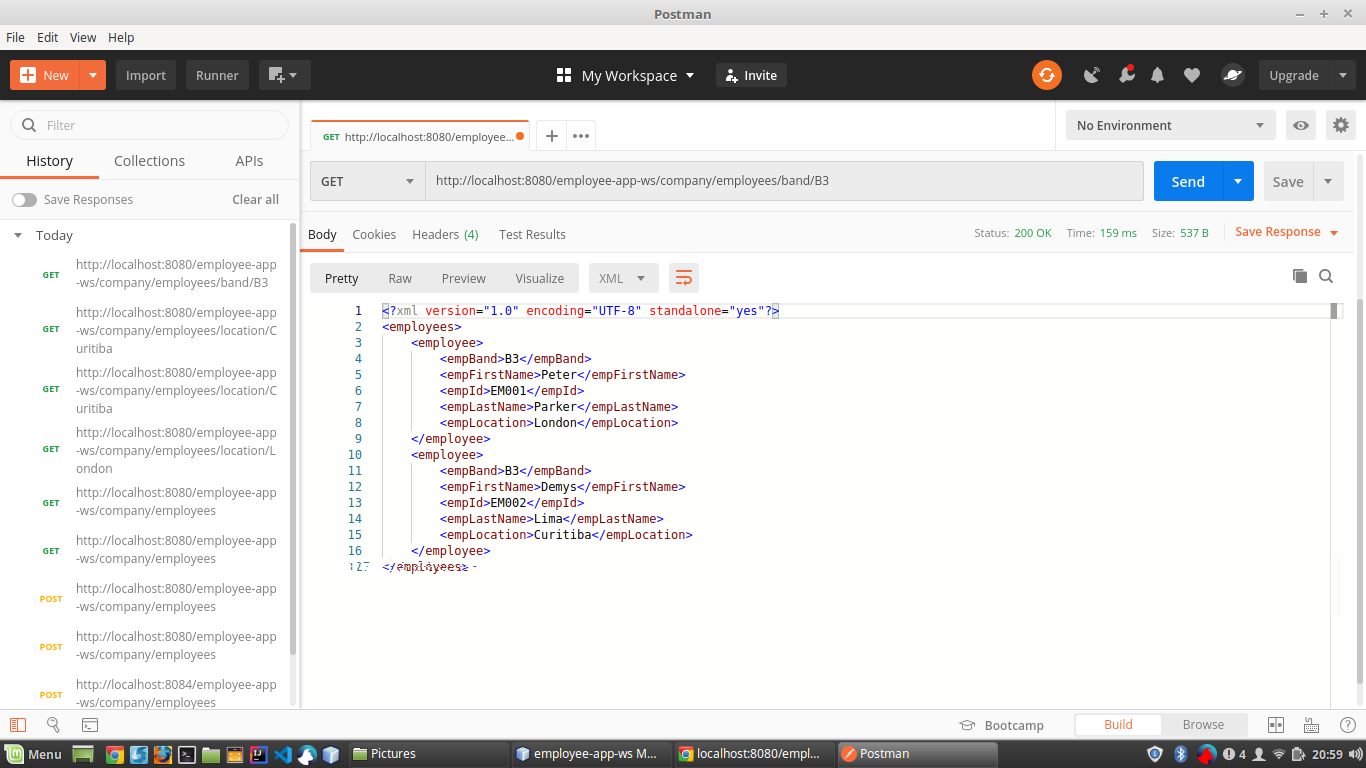 Postman
File Edit View Help
New Import Runner My Workspace Invite Upgrade
Filter
History Collections APIs
Save Responses Clear all
Today
GET http://localhost:8080/employee-app
-ws/company/employees/band/B3
GET http://localhost:8080/employee-app
-ws/company/employees/location/C
uritiba
GET http://localhost:8080/employee-app
-ws/company/employees/location/C
uritiba
GET http://localhost:8080/employee-app
-ws/company/employees/location/L
ondon
GET http://localhost:8080/employee-app
-ws/company/employees
GET http://localhost:8080/employee-app
-ws/company/employees
POST http://localhost:8080/employee-app
-ws/company/employees
POST http://localhost:8080/employee-app
-ws/company/employees
POST http://localhost:8084/employee-app
-ws/company/employees
GET http://localhost:8080/employee... + ••• No Environment
GET http://localhost:8080/employee-app-ws/company/employees/band/B3 Send Save
Body Cookies Headers (4) Test Results Status: 200 OK Time: 159 ms Size: 537 B Save Response
Pretty Raw Preview Visualize XML
1 <?xml version="1.0" encoding="UTF-8" standalone="yes"?>
2 <employees>
3 <employee>
4 <empBand>B3</empBand>
5 <empFirstName>Peter</empFirstName>
6 <empId>EM001</empId>
7 <empLastName>Parker</empLastName>
8 <empLocation>London</empLocation>
9 </employee>
10 <employee>
11 <empBand>B3</empBand>
12 <empFirstName>Demys</empFirstName>
13 <empId>EM002</empId>
14 <empLastName>Lima</empLastName>
15 <empLocation>Curitiba</empLocation>
16 </employee>
</employees>
Bootcamp Build Browse
Menu Pictures employee-app-ws M... localhost:8080/empl... Postman 4 20:59